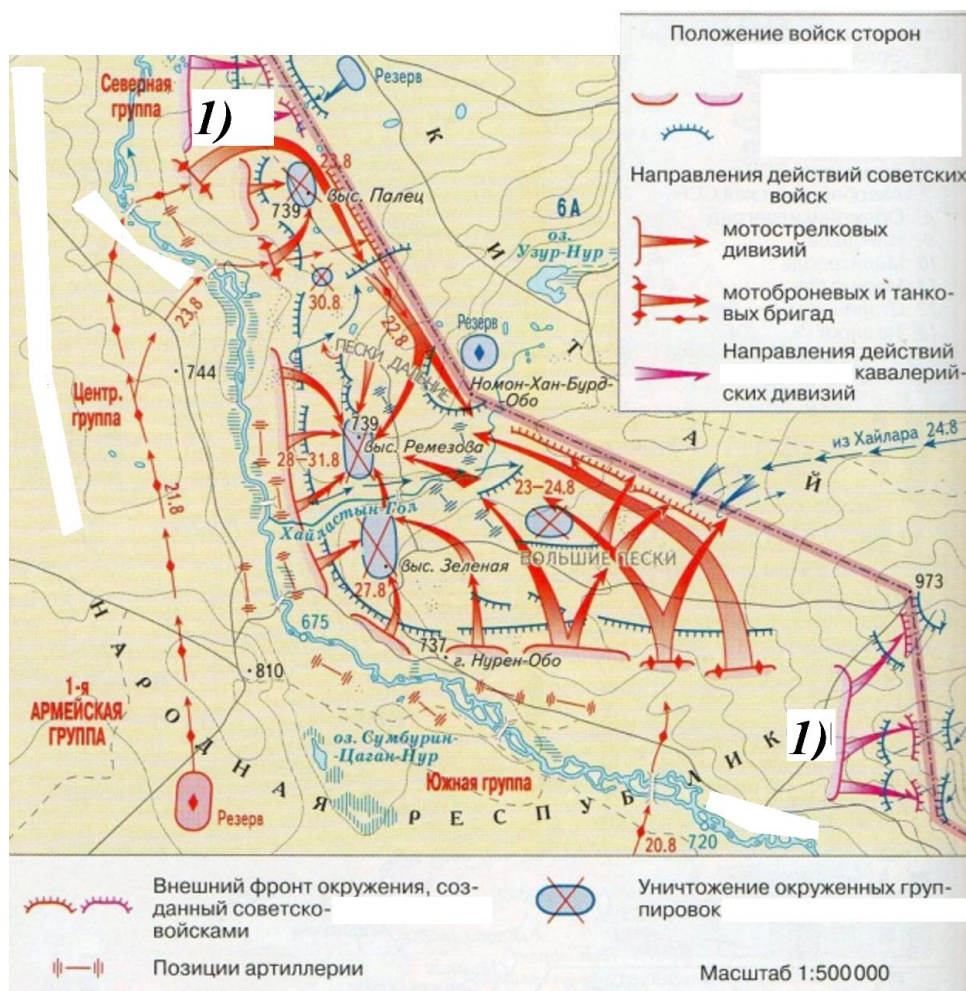 Положение войск сторон
Направления действий советских
войск
мотострелковых
дивизий
мотоброневых и танко-
вых бригад
Направления действий
кавалерий-
ских дивизий
Северная
группа
1)
Резерв
К
И
Т
А
Й
23.8
выс. Палец
739
6А
оз.
Узур-Нур
30.8
23.8
22.8
Резерв
ПЕСКИ ДАЛЬНИЕ
Номон-Хан-Бурд-
Обо
744
Центр.
группа
739
выс. Ремезова
из Хайлара 24.8
28–31.8
23–24.8
21.8
Хайластын-Гол
БОЛЬШИЕ ПЕСКИ
выс. Зеленая
27.8
973
675
737
г. Нурен-Обо
810
1-я
АРМЕЙСКАЯ
ГРУППА
НАРОДНАЯ РЕСПУБЛИК
1)
оз. Сумбурин-
Цаган-Нур
Южная группа
Резерв
20.8
720
Внешний фронт окружения, соз-
данный советско-
войсками
Позиции артиллерии
Уничтожение окруженных груп-
пировок
Масштаб 1:500000